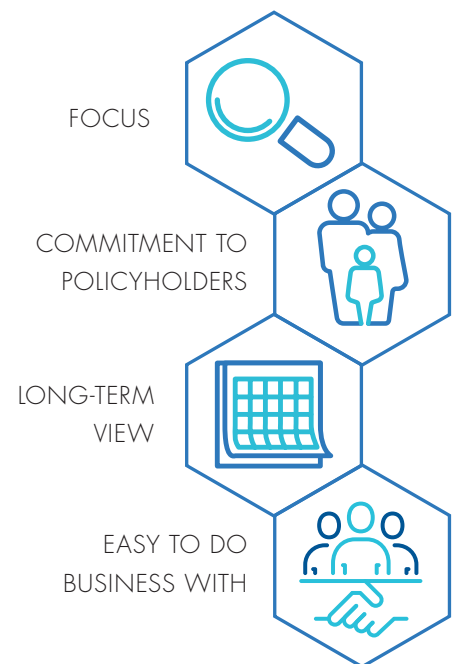 FOCUS
COMMITMENT TO
POLICYHOLDERS
LONG-TERM
VIEW
EASY TO DO
BUSINESS WITH